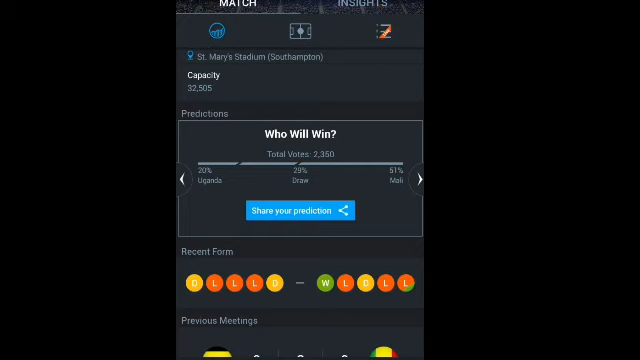 MATCH INSIGHTS
St. Mary's Stadium (Southampton)
Capacity
32,505
Predictions
Who Will Win?
Total Votes: 2,350
20% 29% 51%
Uganda Draw Mali
Share your prediction
Recent Form
D L L L D — W L D L L
Previous Meetings